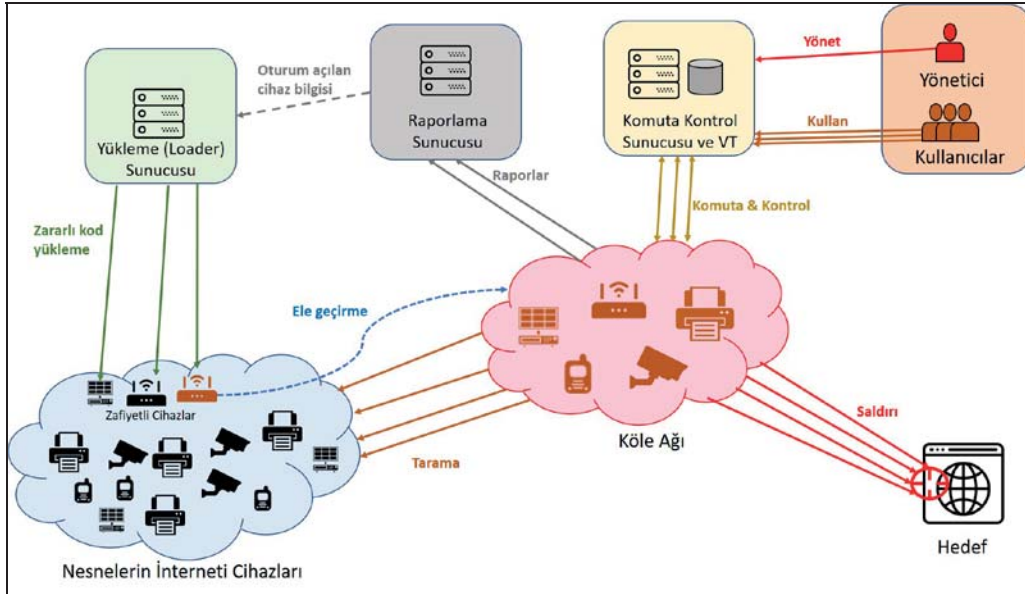 Oturum açılan
cihaz bilgisi
Yükleme (Loader)
Sunucusu
Raporlama
Sunucusu
Komuta Kontrol
Sunucusu ve VT
Yönet
Kullan
Yönetici
Kullanıcılar
Raporlar
Komuta & Kontrol
Zararlı kod
yükleme
Ele geçirme
Zafiyetli Cihazlar
Tarama
Köle Ağı
Saldırı
Hedef
Nesnelerin İnterneti Cihazları